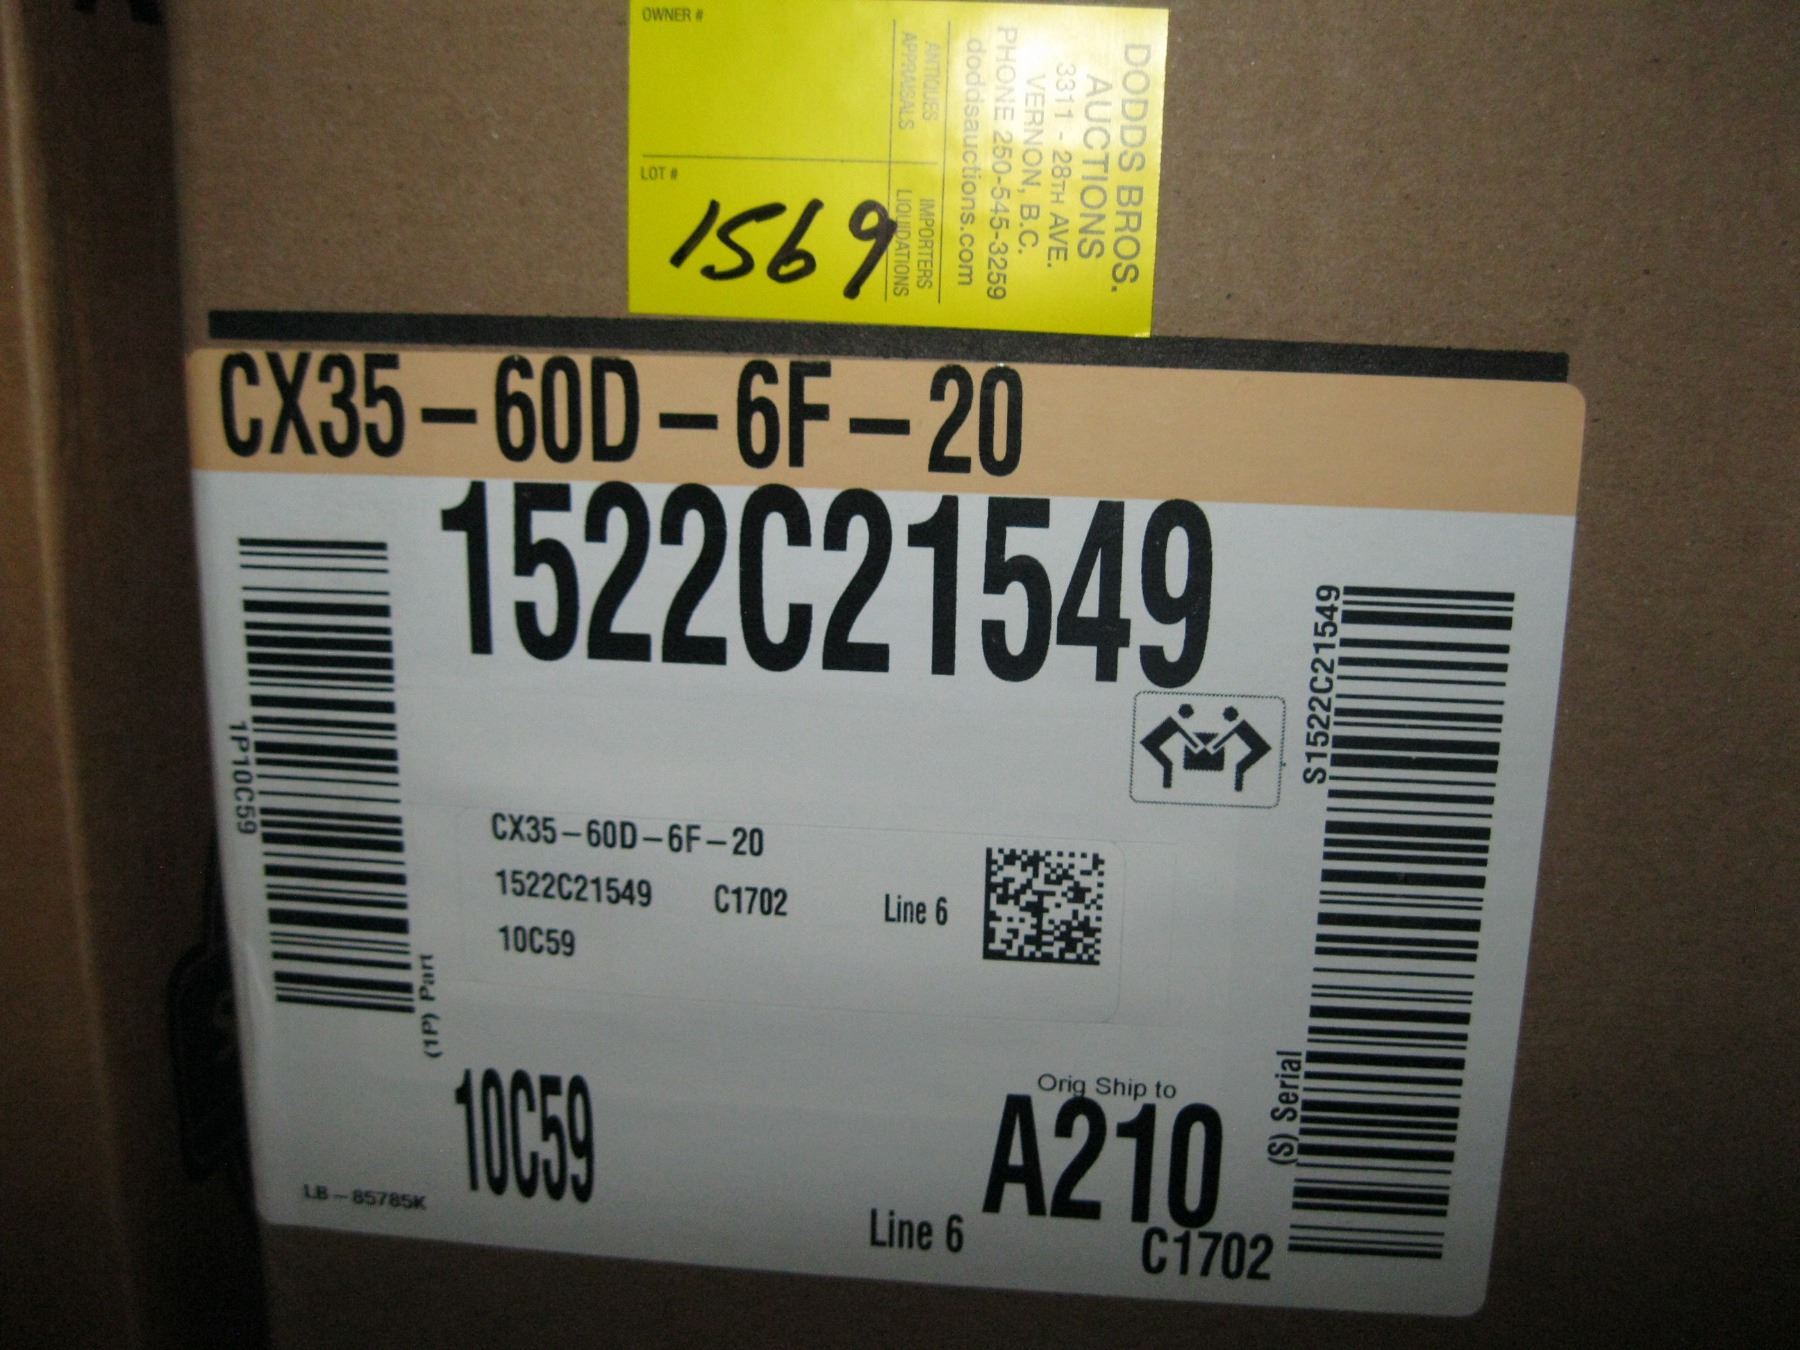 OWNER #
LOT #
1569
DODDS BROS.
AUCTIONS
3311 - 28TH AVE.
VERNON, B.C.
PHONE 250-545-3259
doddsauctions.com
ANTIQUES IMPORTERS
APPRAISALS LIQUIDATIONS
CX35-60D-6F-20
1522C21549
1P10C59
(1P) Part
S1522C21549
(S) Serial
CX35-60D-6F-20
1522C21549 C1702 Line 6
10C59
10C59
Orig Ship to
A210
LB-85785K
Line 6
C1702